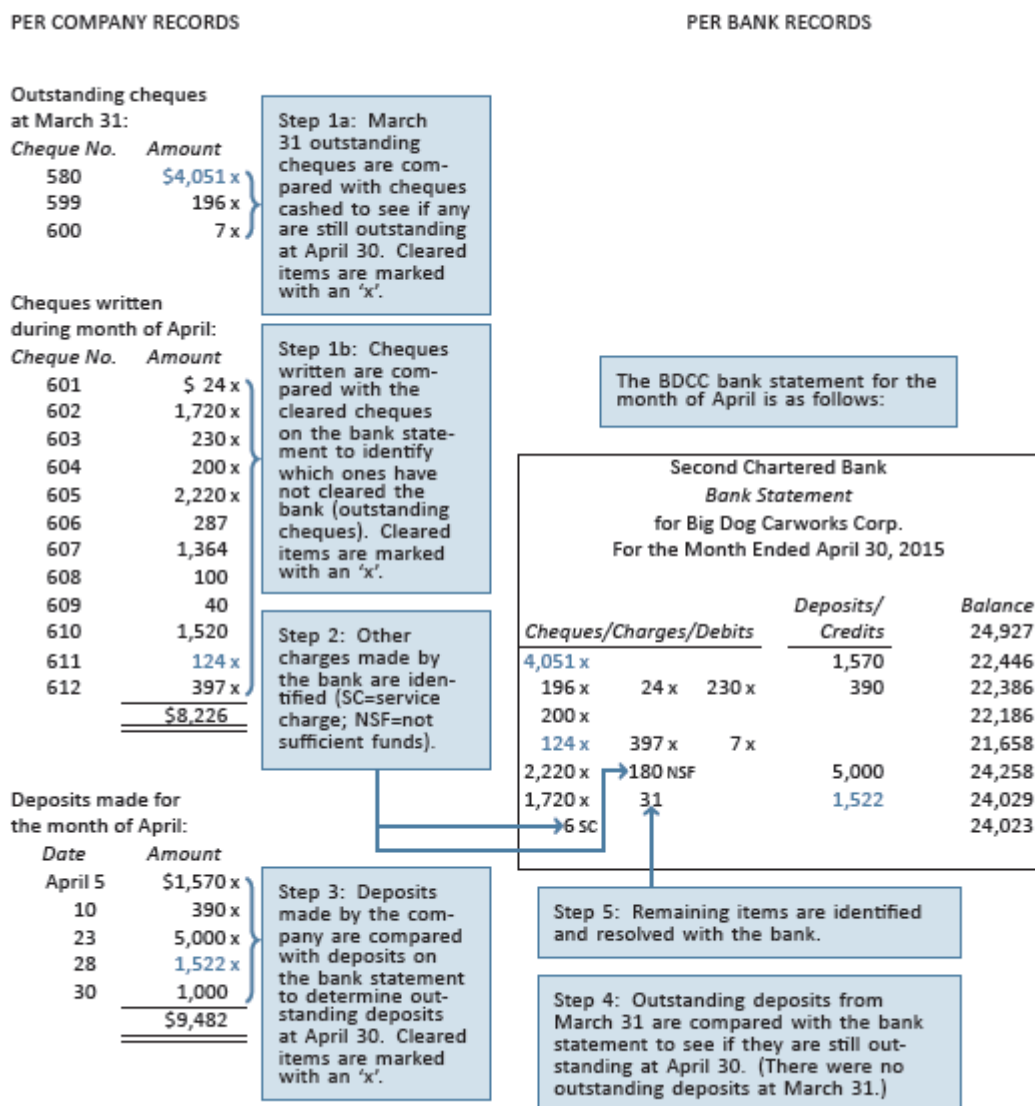 PER COMPANY RECORDS
PER BANK RECORDS
Outstanding cheques
at March 31:
Cheque No. Amount
580 $4,051 x
599 196 x
600 7 x
Step 1a: March
31 outstanding
cheques are com-
pared with cheques
cashed to see if any
are still outstanding
at April 30. Cleared
items are marked
with an ‘x’.
Cheques written
during month of April:
Cheque No. Amount
601 $ 24 x
602 1,720 x
603 230 x
604 200 x
605 2,220 x
606 287
607 1,364
608 100
609 40
610 1,520
611 124 x
612 397 x
$8,226
Step 1b: Cheques
written are com-
pared with the
cleared cheques
on the bank state-
ment to identify
which ones have
not cleared the
bank (outstanding
cheques). Cleared
items are marked
with an ‘x’.
Step 2: Other
charges made by
the bank are iden-
tified (SC=service
charge; NSF=not
sufficient funds).
Deposits made for
the month of April:
Date Amount
April 5 $1,570 x
10 390 x
23 5,000 x
28 1,522 x
30 1,000
$9,482
Step 3: Deposits
made by the com-
pany are compared
with deposits on
the bank statement
to determine out-
standing deposits
at April 30. Cleared
items are marked
with an ‘x’.
The BDCC bank statement for the
month of April is as follows:
Second Chartered Bank
Bank Statement
for Big Dog Carworks Corp.
For the Month Ended April 30, 2015
Deposits/ Balance
Cheques/Charges/Debits Credits 24,927
4,051 x 1,570 22,446
196 x 24 x 230 x 390 22,386
200 x 22,186
124 x 397 x 7 x 21,658
2,220 x 180 NSF 5,000 24,258
1,720 x 31 1,522 24,029
6 SC 24,023
Step 5: Remaining items are identified
and resolved with the bank.
Step 4: Outstanding deposits from
March 31 are compared with the bank
statement to see if they are still out-
standing at April 30. (There were no
outstanding deposits at March 31.)